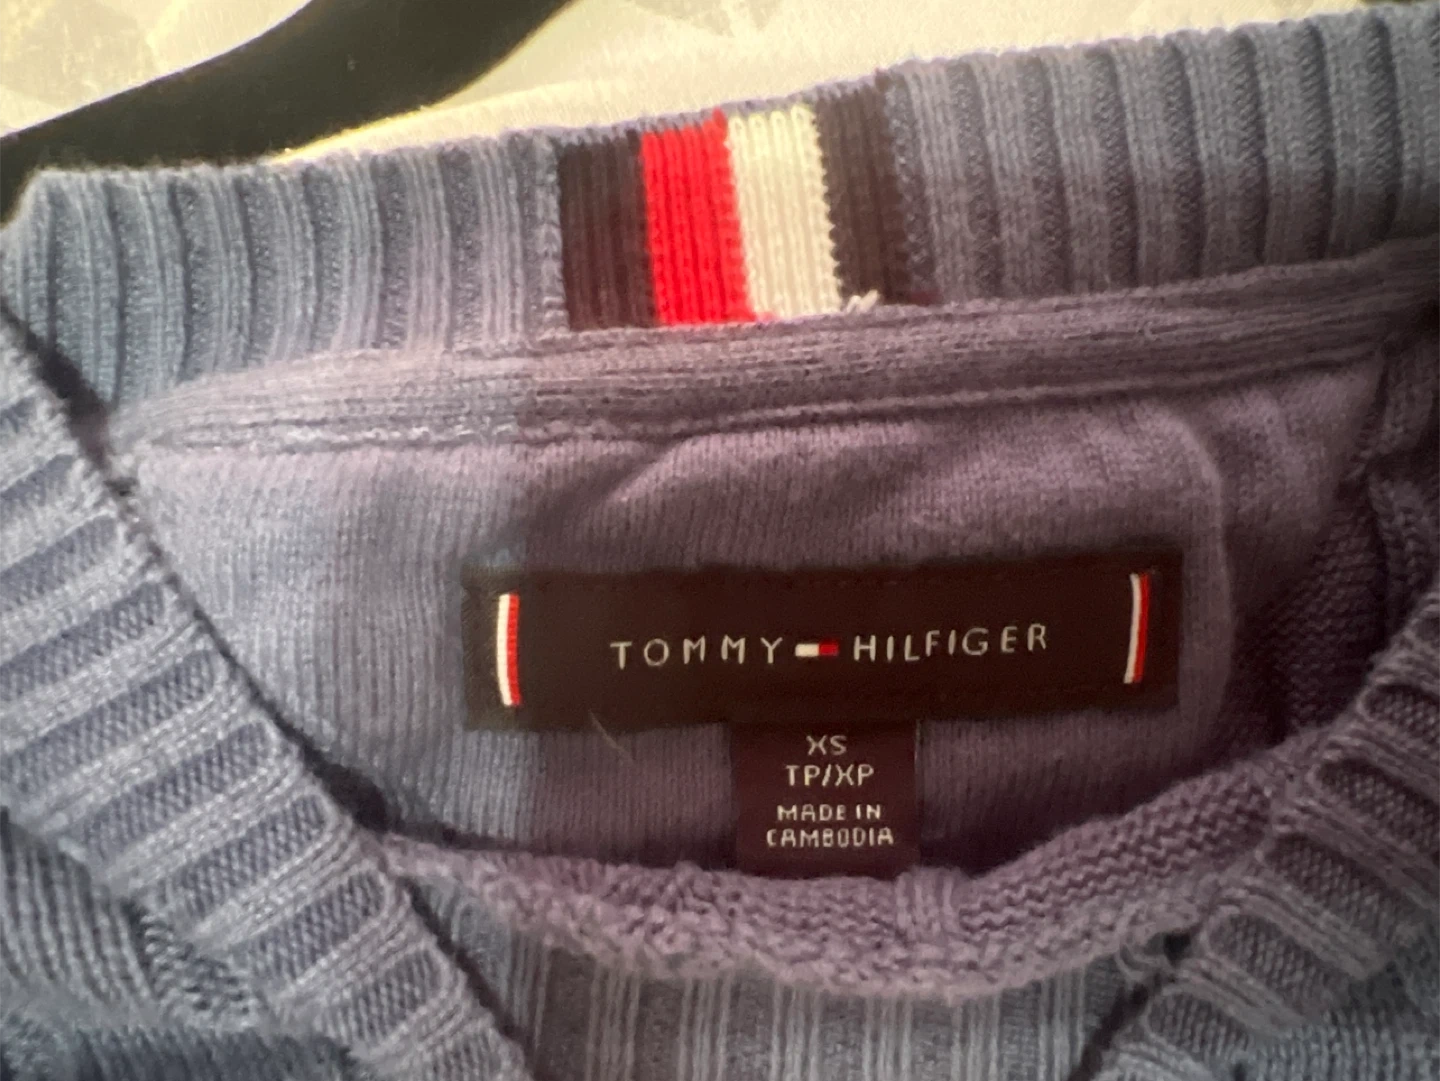 TOMMY HILFIGER
XS
TP/XP
MADE IN
CAMBODIA